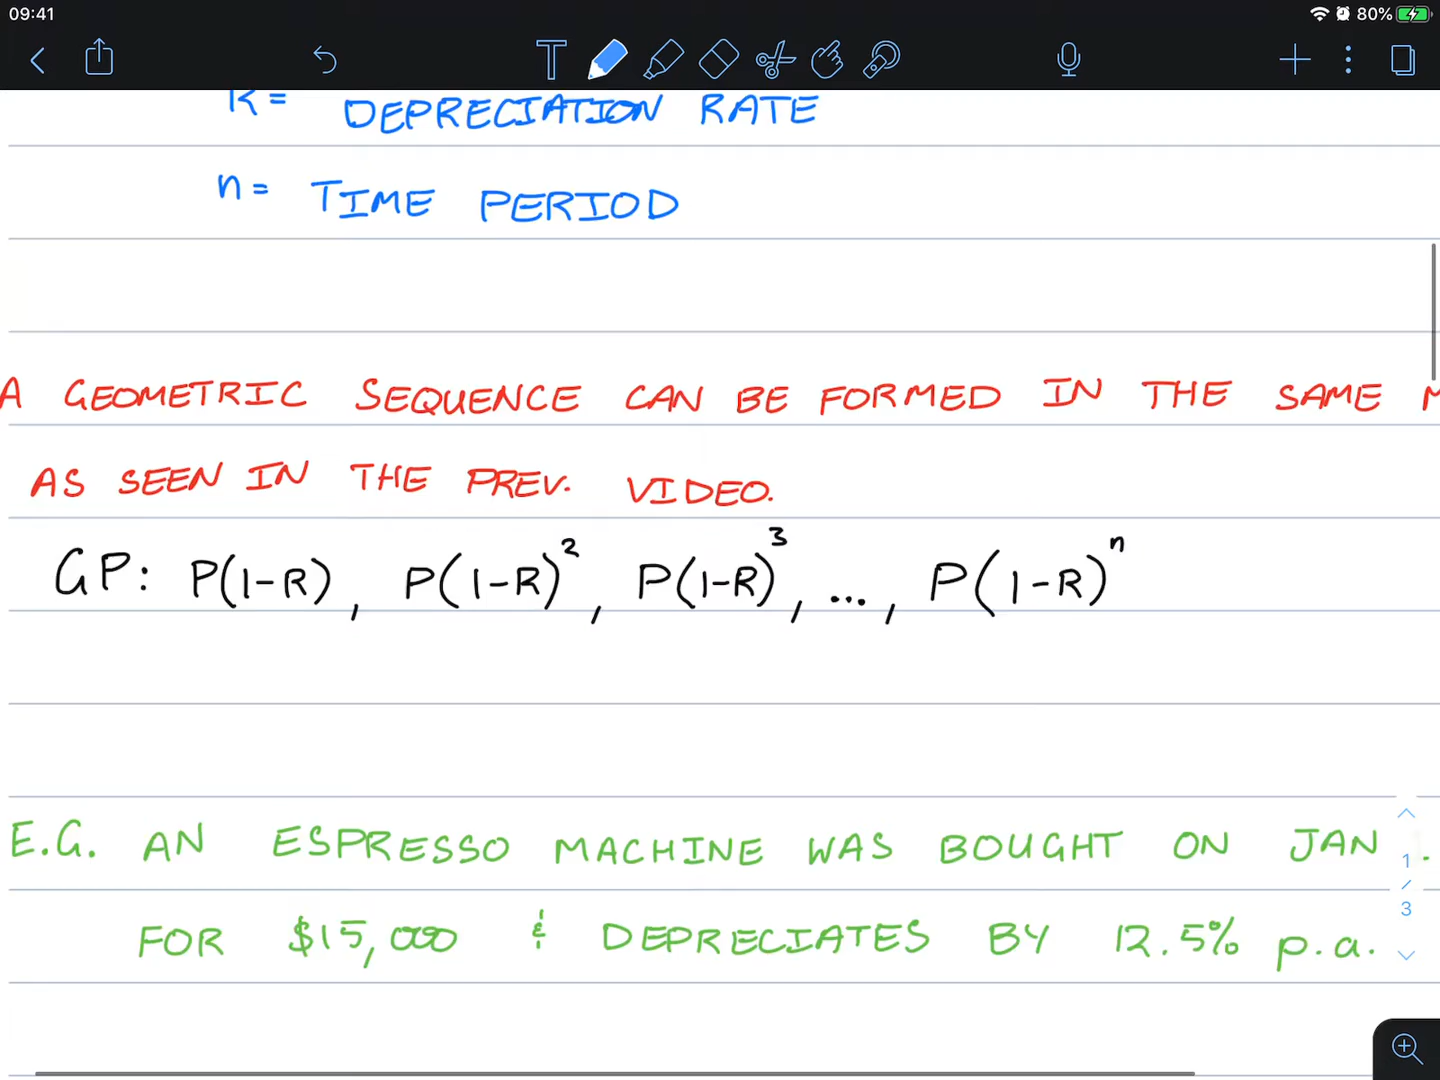 09:41
80%
T
R = DEPRECIATION RATE
n = TIME PERIOD
A GEOMETRIC SEQUENCE CAN BE FORMED IN THE SAME
AS SEEN IN THE PREV. VIDEO.
GP: P(1-R), P(1-R)², P(1-R)³, ..., P(1-R)ⁿ
E.G. AN ESPRESSO MACHINE WAS BOUGHT ON JAN.
FOR $15,000 & DEPRECIATES BY 12.5% p.a.
1
/
3